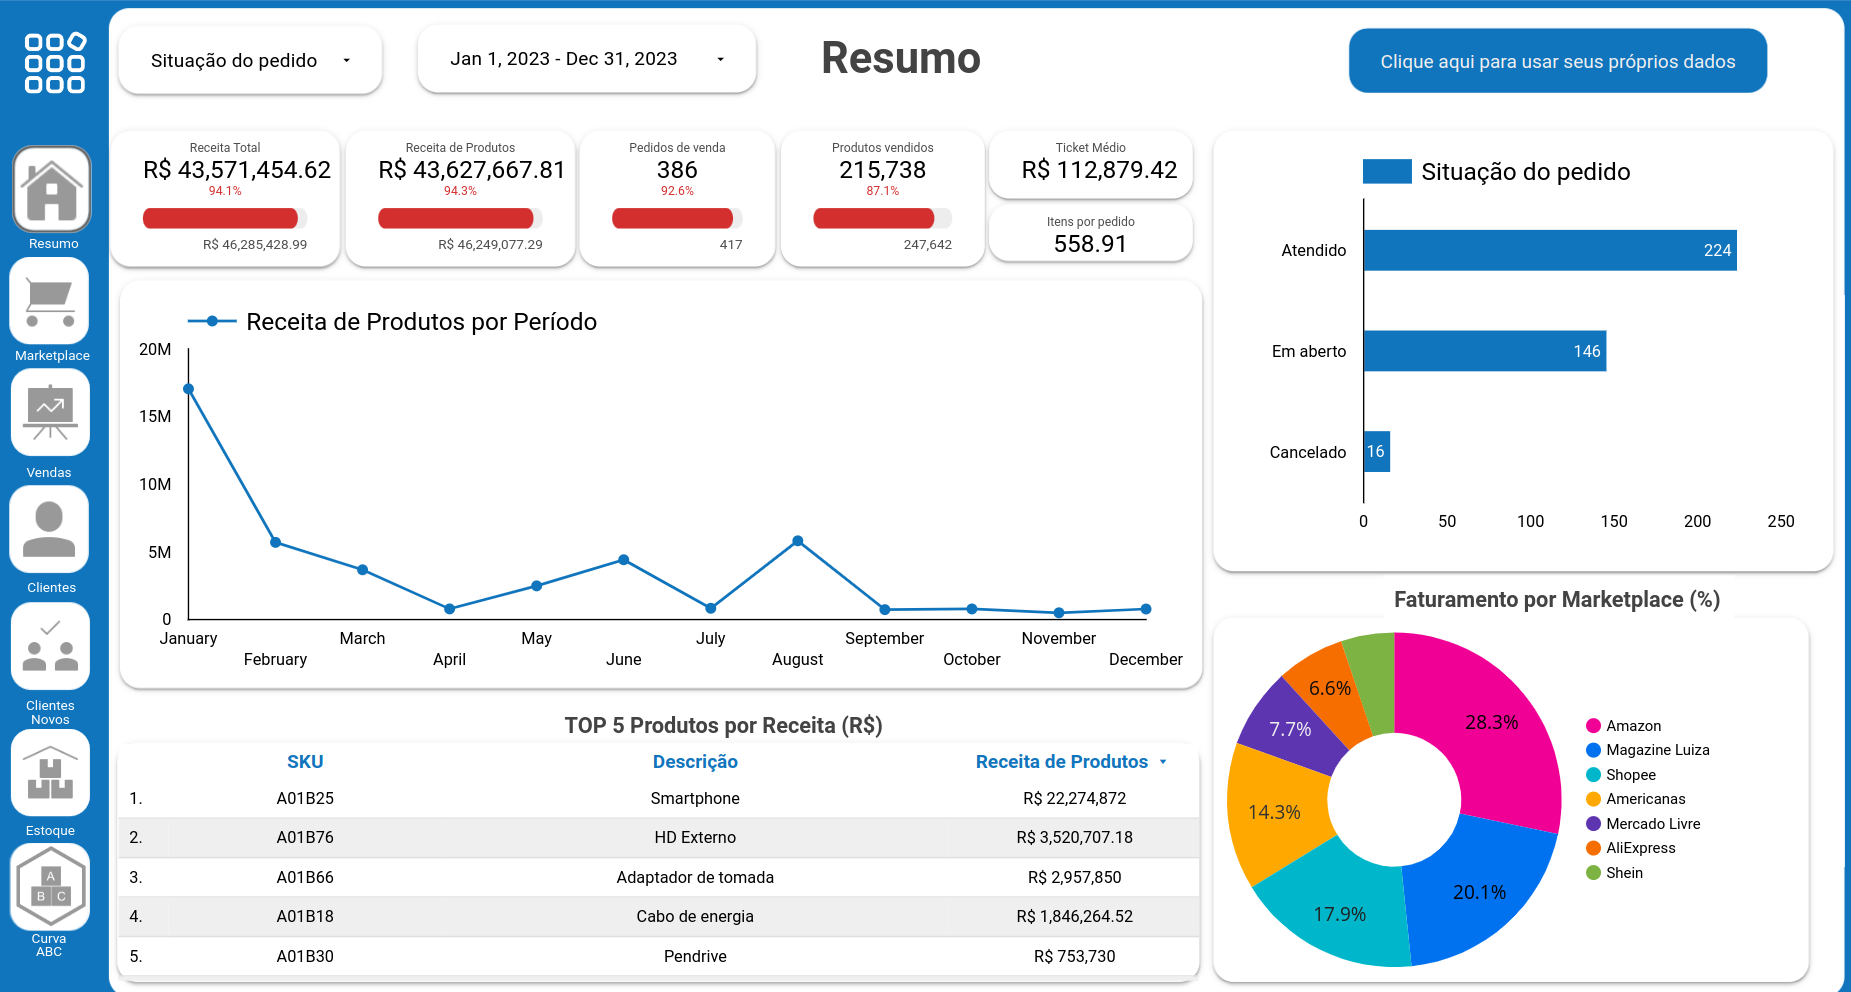 Situação do pedido
Jan 1, 2023 - Dec 31, 2023
Resumo
Clique aqui para usar seus próprios dados
Resumo
Marketplace
Vendas
Clientes
Clientes
Novos
Estoque
A
B C
Curva
ABC
Receita Total
R$ 43,571,454.62
94.1%
R$ 46,285,428.99
Receita de Produtos
R$ 43,627,667.81
94.3%
R$ 46,249,077.29
Pedidos de venda
386
92.6%
417
Produtos vendidos
215,738
87.1%
247,642
Ticket Médio
R$ 112,879.42
Itens por pedido
558.91
Receita de Produtos por Período
20M
15M
10M
5M
0
January
February
March
April
May
June
July
August
September
October
November
December
Situação do pedido
Atendido 224
Em aberto 146
Cancelado 16
0 50 100 150 200 250
TOP 5 Produtos por Receita (R$)
SKU Descrição Receita de Produtos
1. A01B25 Smartphone R$ 22,274,872
2. A01B76 HD Externo R$ 3,520,707.18
3. A01B66 Adaptador de tomada R$ 2,957,850
4. A01B18 Cabo de energia R$ 1,846,264.52
5. A01B30 Pendrive R$ 753,730
Faturamento por Marketplace (%)
28.3%
20.1%
17.9%
14.3%
7.7%
6.6%
Amazon
Magazine Luiza
Shopee
Americanas
Mercado Livre
AliExpress
Shein